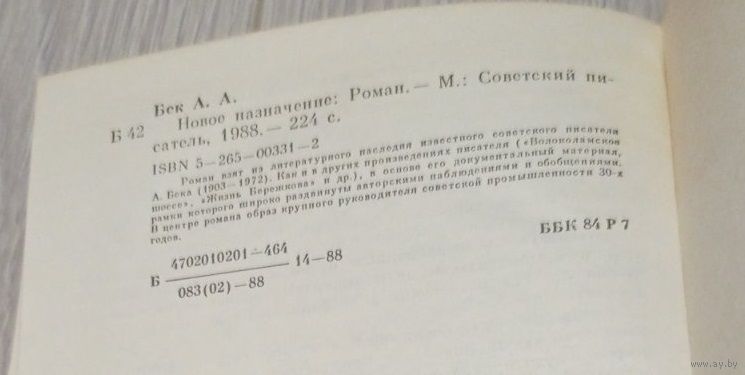 Бек А. А.
Б 42 Новое назначение: Роман. — М.: Советский пи-
сатель, 1988. — 224 с.
ISBN 5—265—00331—2
Роман взят из литературного наследия известного советского писателя
А. Бека (1903—1972). Как и в других произведениях писателя («Волоколамское
шоссе», «Жизнь Бережкова» и др.), в основе его документальный материал,
рамки которого широко раздвинуты авторскими наблюдениями и обобщениями.
В центре романа образ крупного руководителя советской промышленности 30-х
годов.
4702010201—464
Б 14—88
083(02)—88
ББК 84 Р 7
www.ay.by